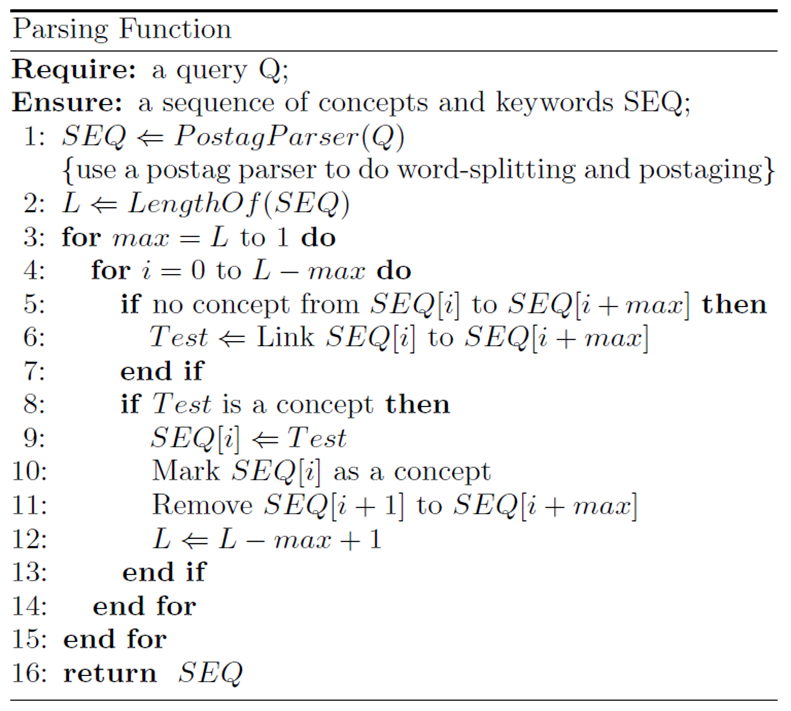 Parsing Function
Require: a query Q;
Ensure: a sequence of concepts and keywords SEQ;
1: SEQ ⇐ PostagParser(Q)
{use a postag parser to do word-splitting and postaging}
2: L ⇐ LengthOf(SEQ)
3: for max = L to 1 do
4: for i = 0 to L − max do
5: if no concept from SEQ[i] to SEQ[i + max] then
6: Test ⇐ Link SEQ[i] to SEQ[i + max]
7: end if
8: if Test is a concept then
9: SEQ[i] ⇐ Test
10: Mark SEQ[i] as a concept
11: Remove SEQ[i + 1] to SEQ[i + max]
12: L ⇐ L − max + 1
13: end if
14: end for
15: end for
16: return SEQ